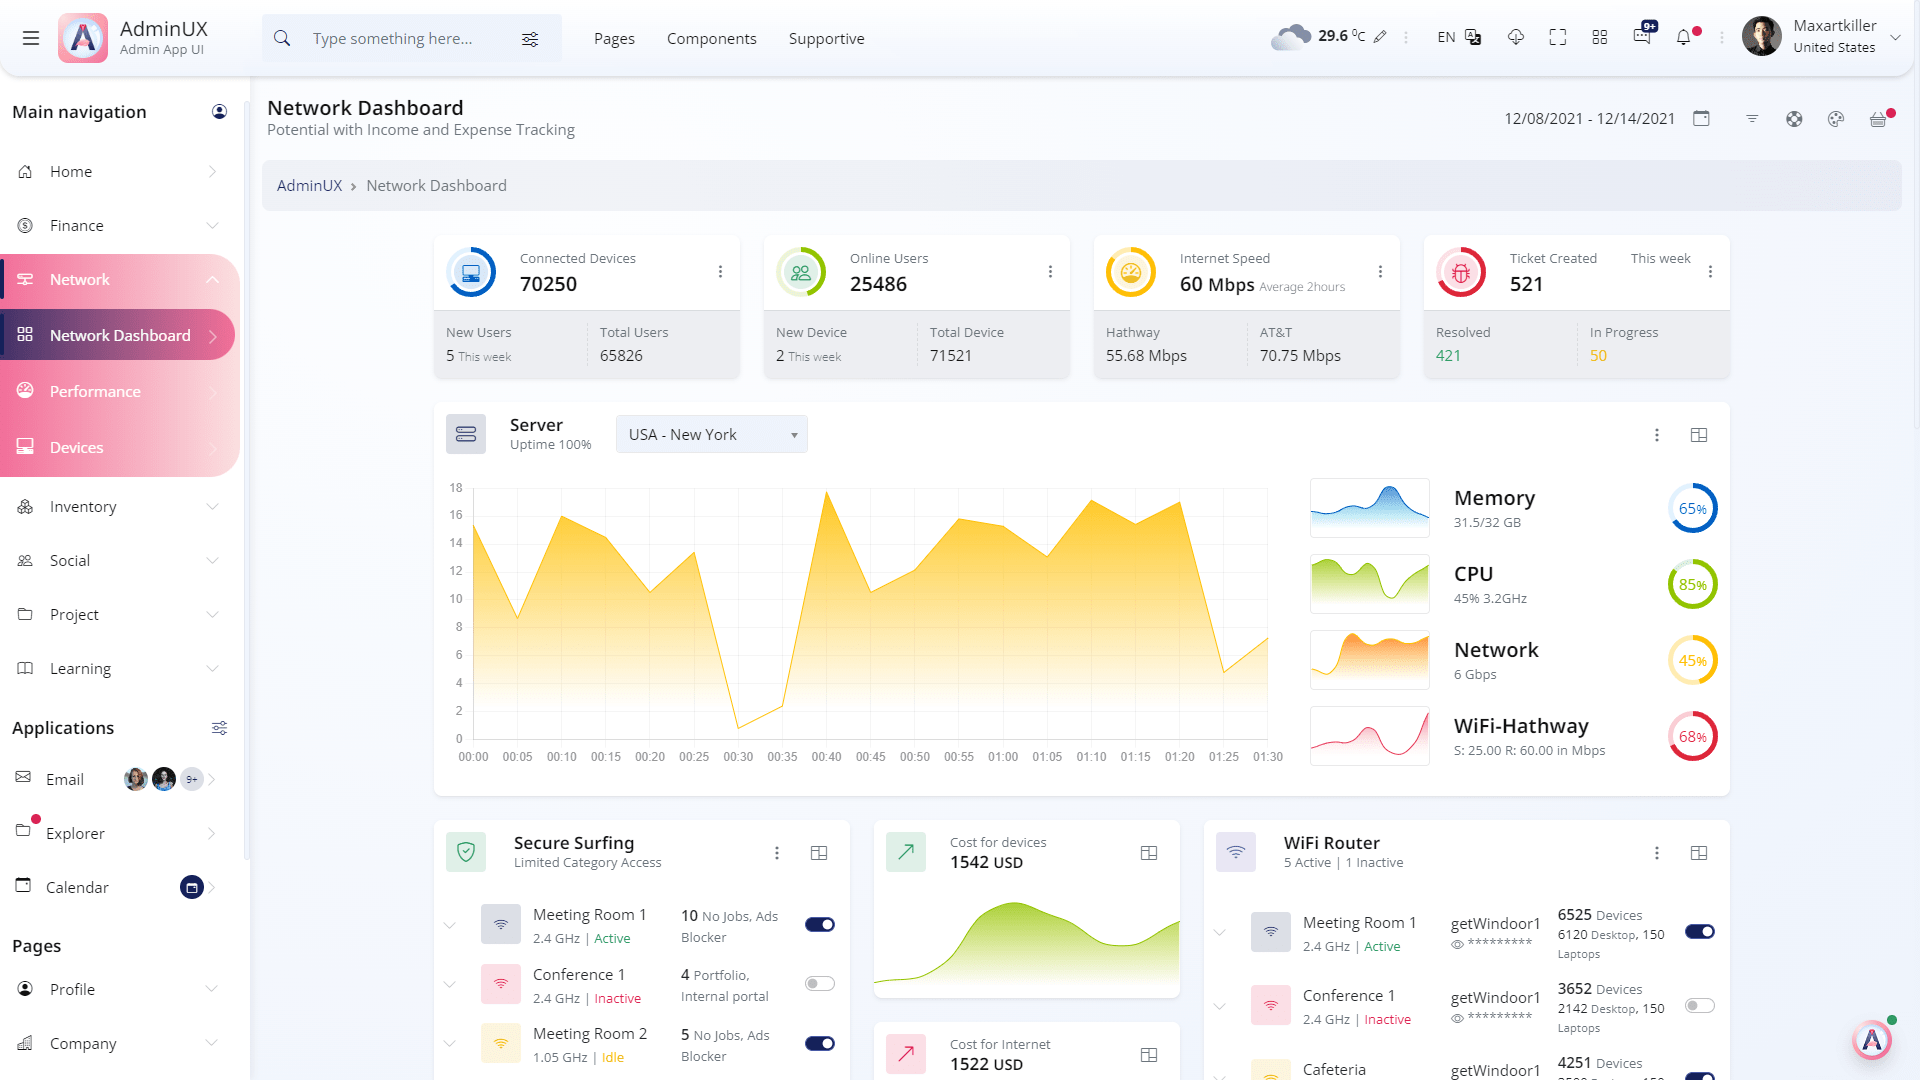 AdminUX
Admin App UI
Type something here...
Pages
Components
Supportive
29.6 ⁰C
EN
9+
Maxartkiller
United States
Main navigation
Home
Finance
Network
Network Dashboard
Performance
Devices
Inventory
Social
Project
Learning
Applications
Email
9+
Explorer
Calendar
Pages
Profile
Company
Network Dashboard
Potential with Income and Expense Tracking
12/08/2021 - 12/14/2021
AdminUX › Network Dashboard
Connected Devices
70250
New Users
5 This week
Total Users
65826
Online Users
25486
New Device
2 This week
Total Device
71521
Internet Speed
60 Mbps Average 2hours
Hathway
55.68 Mbps
AT&T
70.75 Mbps
Ticket Created
This week
521
Resolved
421
In Progress
50
Server
Uptime 100%
USA - New York
18
16
14
12
10
8
6
4
2
0
00:00 00:05 00:10 00:15 00:20 00:25 00:30 00:35 00:40 00:45 00:50 00:55 01:00 01:05 01:10 01:15 01:20 01:25 01:30
Memory
31.5/32 GB
65%
CPU
45% 3.2GHz
85%
Network
6 Gbps
45%
WiFi-Hathway
S: 25.00 R: 60.00 in Mbps
68%
Secure Surfing
Limited Category Access
Meeting Room 1
2.4 GHz | Active
10 No Jobs, Ads
Blocker
Conference 1
2.4 GHz | Inactive
4 Portfolio,
Internal portal
Meeting Room 2
1.05 GHz | Idle
5 No Jobs, Ads
Blocker
Cost for devices
1542 USD
Cost for Internet
1522 USD
WiFi Router
5 Active | 1 Inactive
Meeting Room 1
2.4 GHz | Active
getWindoor1
*********
6525 Devices
6120 Desktop, 150
Laptops
Conference 1
2.4 GHz | Inactive
getWindoor1
*********
3652 Devices
2142 Desktop, 150
Laptops
Cafeteria
getWindoor1
4251 Devices